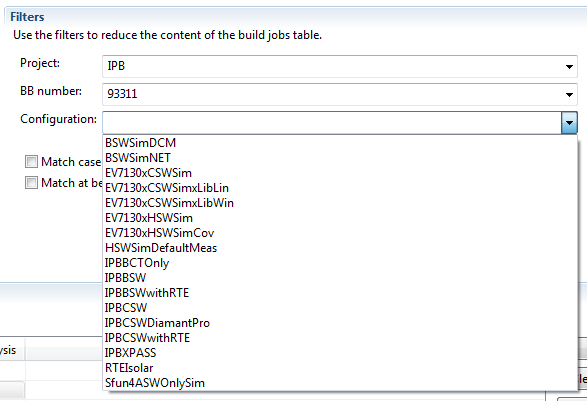 Filters
Use the filters to reduce the content of the build jobs table.
Project: IPB
BB number: 93311
Configuration:
BSWSimDCM
BSWSimNET
EV7130xCSWSim
EV7130xCSWSimxLibLin
EV7130xCSWSimxLibWin
EV7130xHSWSim
EV7130xHSWSimCov
HSWSimDefaultMeas
IPBBCTOnly
IPBBSW
IPBBSWwithRTE
IPBCSW
IPBCSWDiamantPro
IPBCSWwithRTE
IPBXPASS
RTEIsolar
Sfun4ASWOnlySim
Match case
Match at be
ysis
le